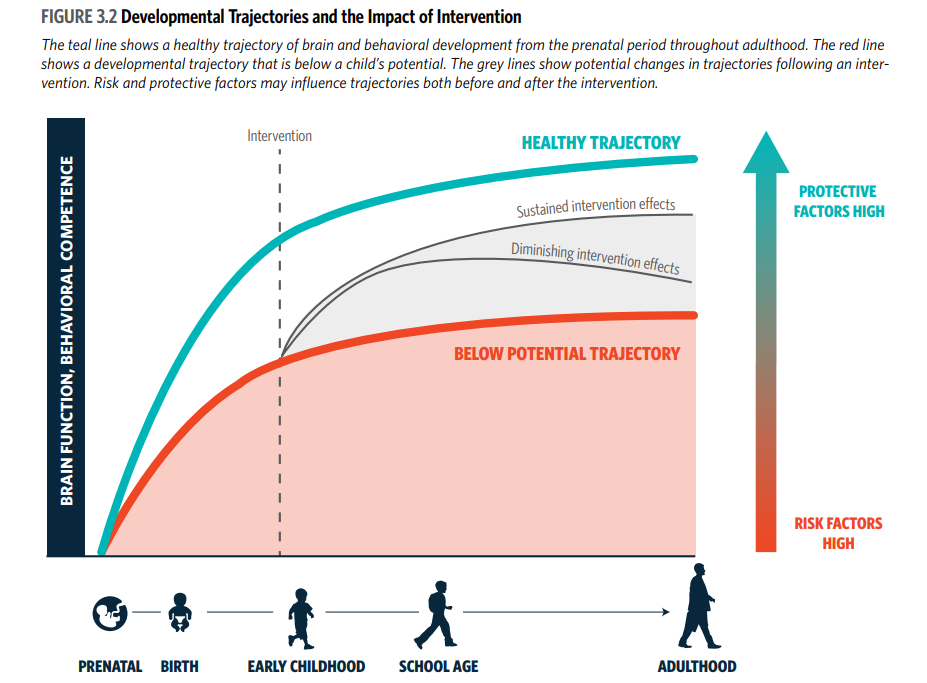 FIGURE 3.2 Developmental Trajectories and the Impact of Intervention
The teal line shows a healthy trajectory of brain and behavioral development from the prenatal period throughout adulthood. The red line
shows a developmental trajectory that is below a child's potential. The grey lines show potential changes in trajectories following an inter-
vention. Risk and protective factors may influence trajectories both before and after the intervention.
BRAIN FUNCTION, BEHAVIORAL COMPETENCE
Intervention
HEALTHY TRAJECTORY
Sustained intervention effects
Diminishing intervention effects
BELOW POTENTIAL TRAJECTORY
PROTECTIVE
FACTORS HIGH
RISK FACTORS
HIGH
PRENATAL
BIRTH
EARLY CHILDHOOD
SCHOOL AGE
ADULTHOOD